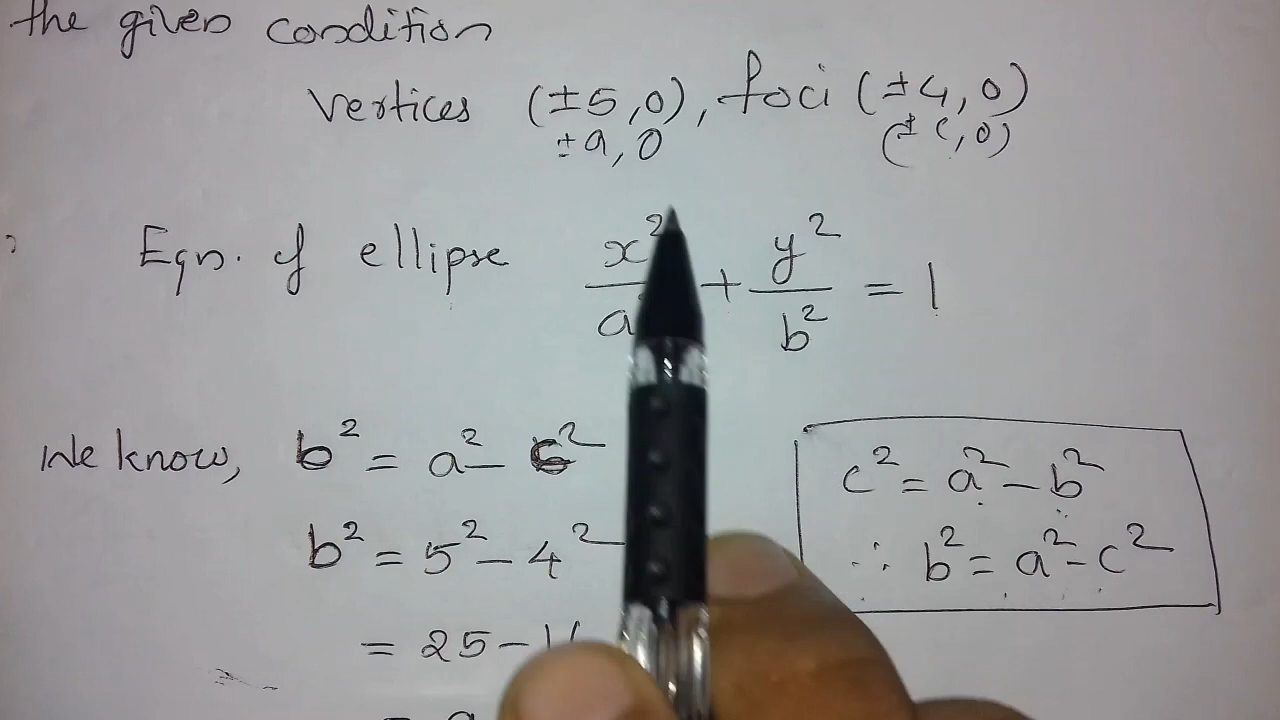 the given condition
vertices (±5,0), foci (±4,0)
±a,0 (±c,0)
Eqn. of ellipse x²/a² + y²/b² = 1
We know, b² = a² - c²
b² = 5² - 4²
= 25 -
=
c² = a² - b²
∴ b² = a² - c²